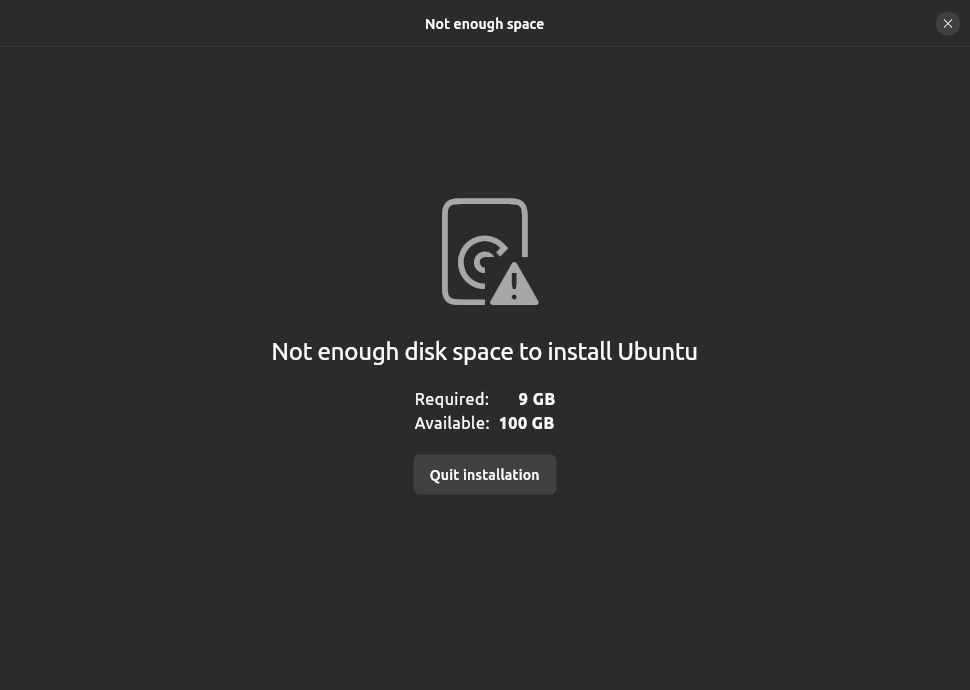 Not enough space
Not enough disk space to install Ubuntu
Required: 9 GB
Available: 100 GB
Quit installation